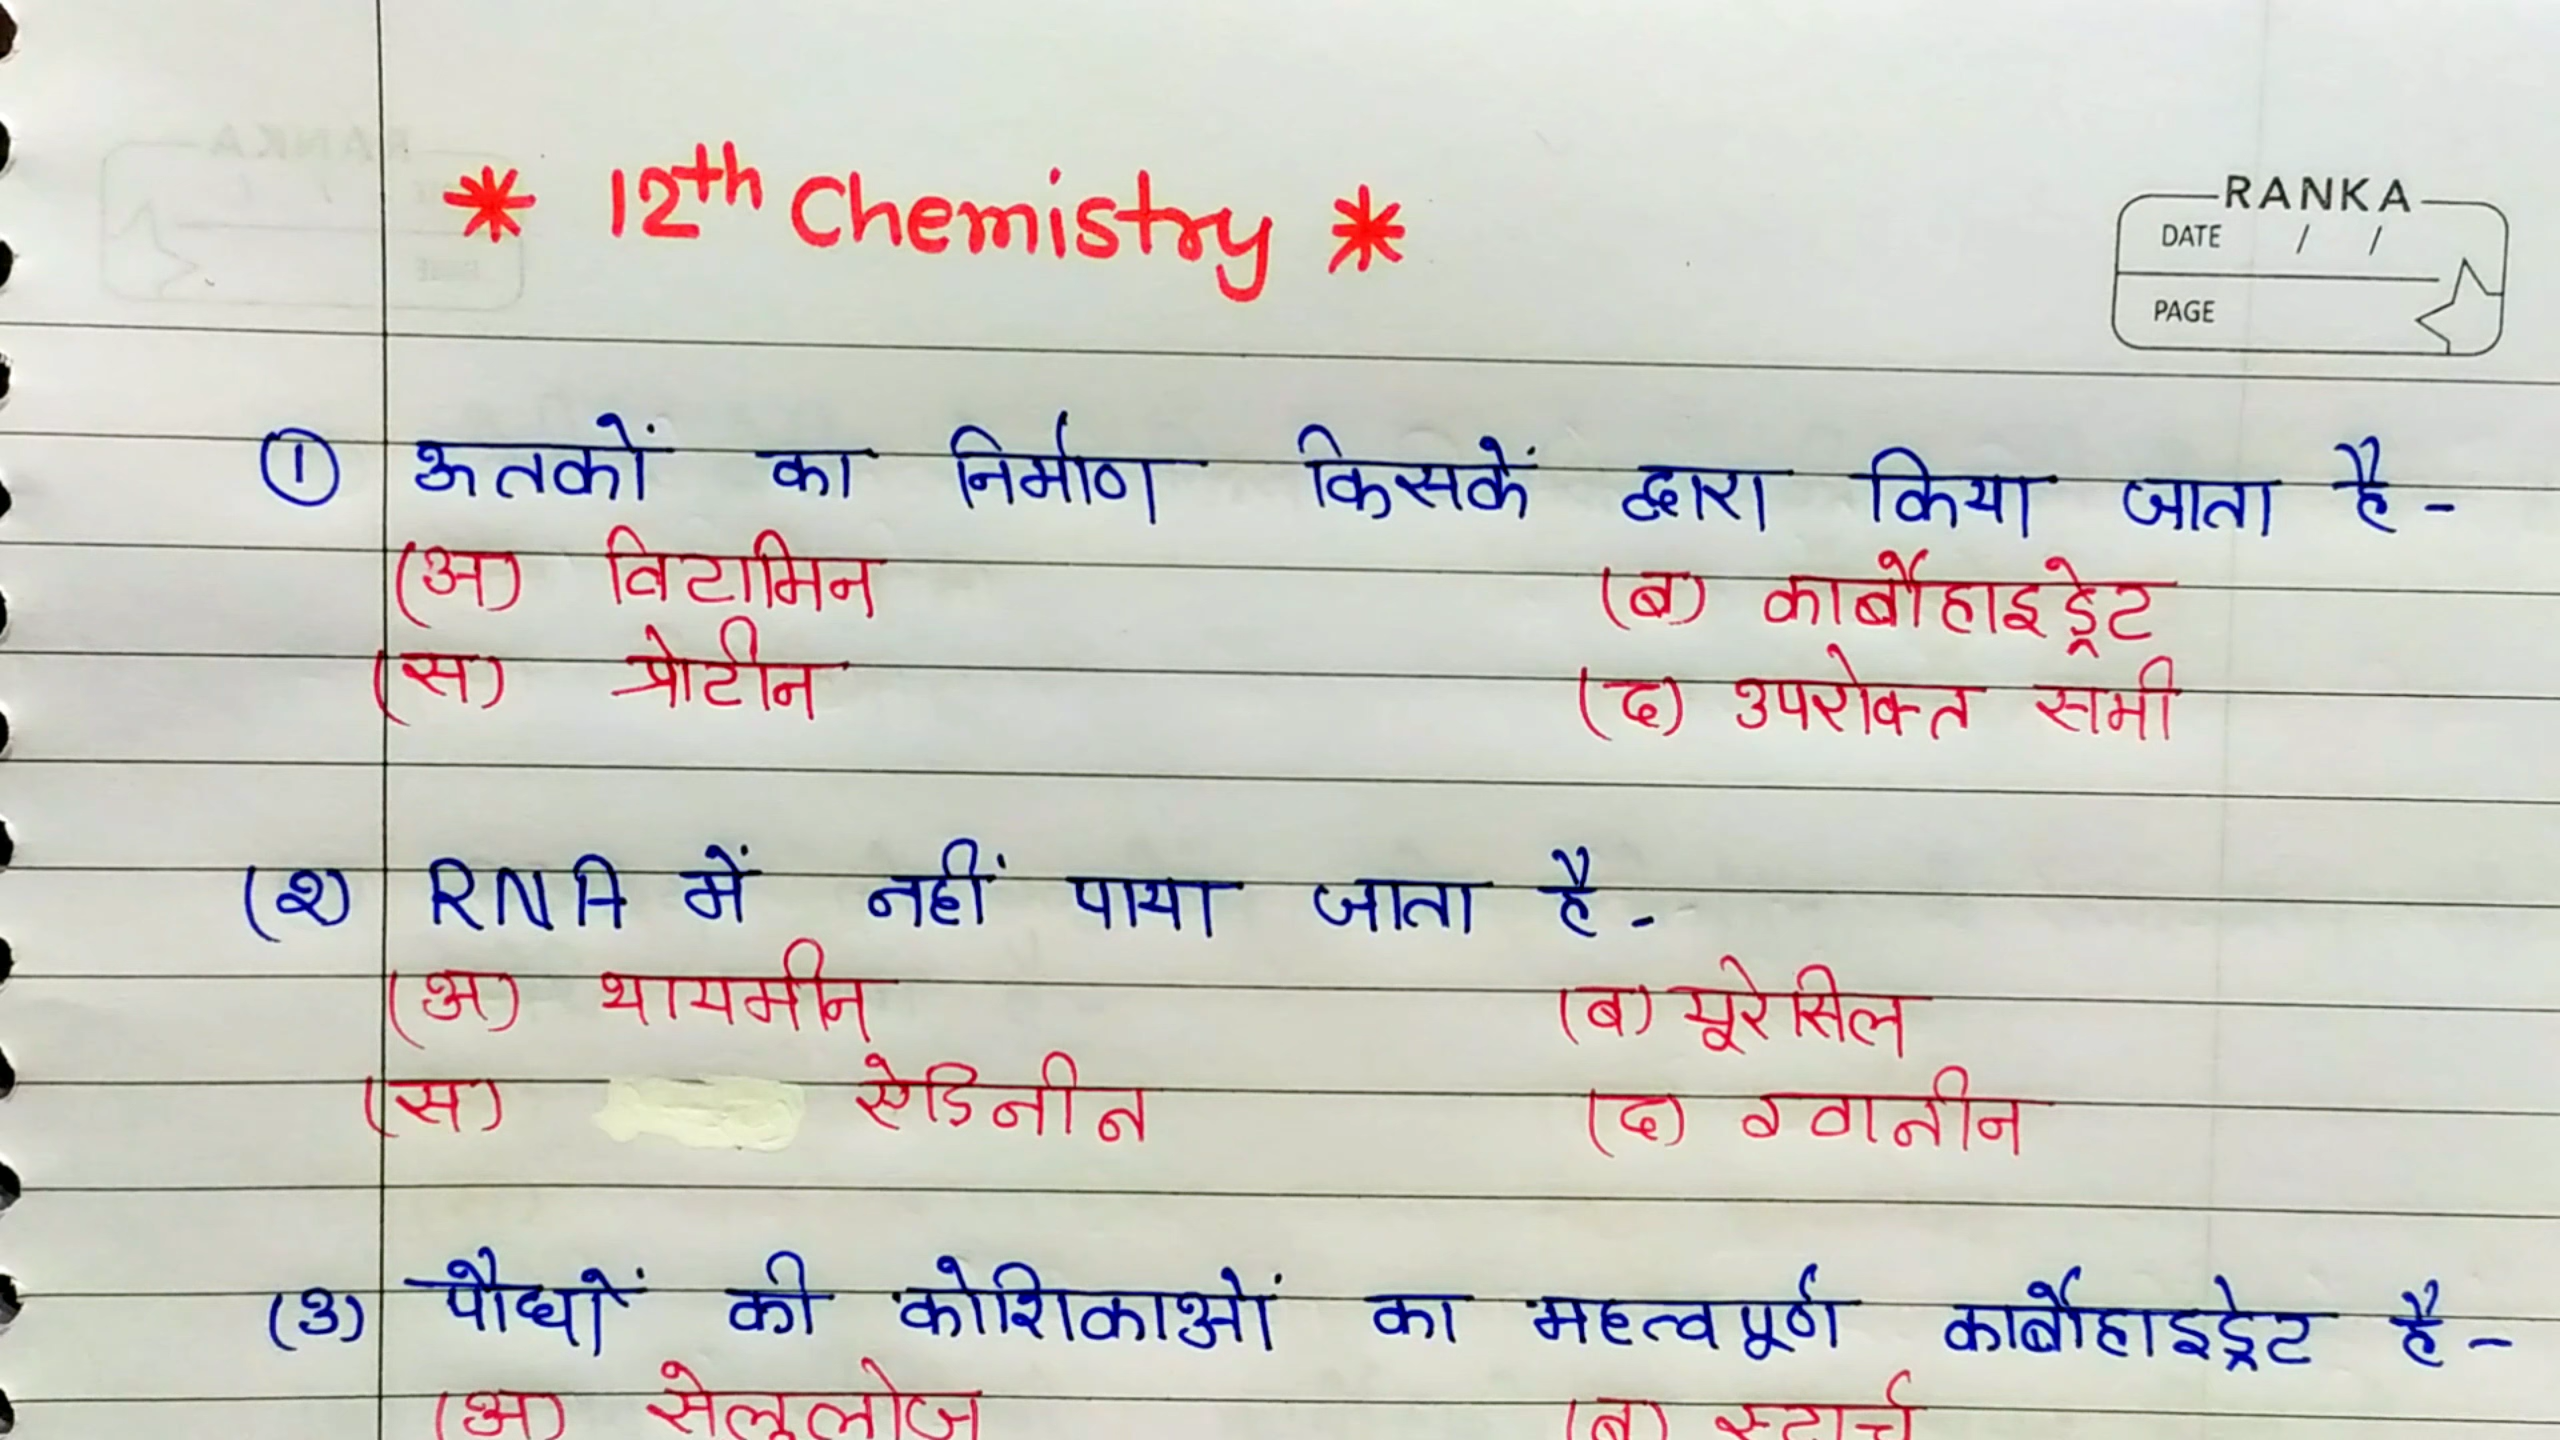 * 12th Chemistry *
RANKA
DATE / /
PAGE
① ऊतकों का निर्माण किसकें द्वारा किया जाता है -
(अ) विटामिन (ब) कार्बोहाइड्रेट
(स) प्रोटीन (द) उपरोक्त सभी
(२) RNA में नहीं पाया जाता है -
(अ) थायमीन (ब) यूरेसिल
(स) ऐडिनीन (द) ग्वानीन
(3) पौधों की कोशिकाओं का महत्वपूर्ण कार्बोहाइड्रेट है -
(अ) सेलुलोज (ब) स्टार्च